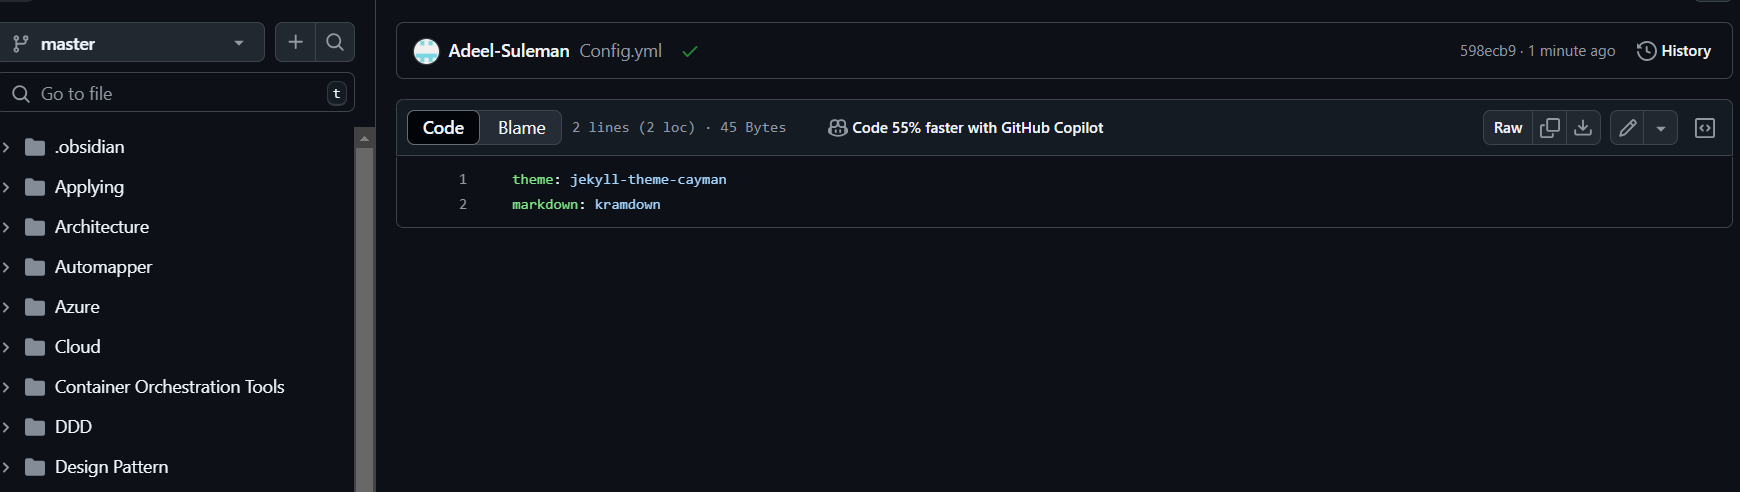 master
Go to file
t
.obsidian
Applying
Architecture
Automapper
Azure
Cloud
Container Orchestration Tools
DDD
Design Pattern
Adeel-Suleman Config.yml
598ecb9 · 1 minute ago
History
Code Blame 2 lines (2 loc) · 45 Bytes Code 55% faster with GitHub Copilot Raw
1 theme: jekyll-theme-cayman
2 markdown: kramdown